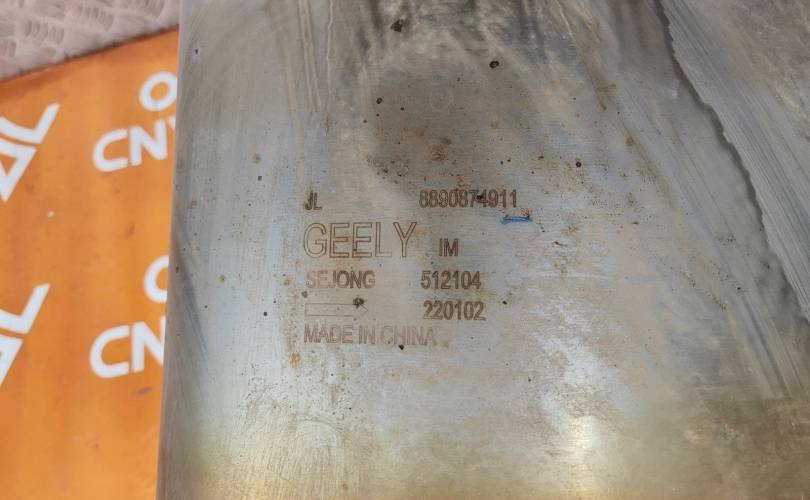 JL 8890874911
GEELY IM
SEJONG 512104
220102
MADE IN CHINA